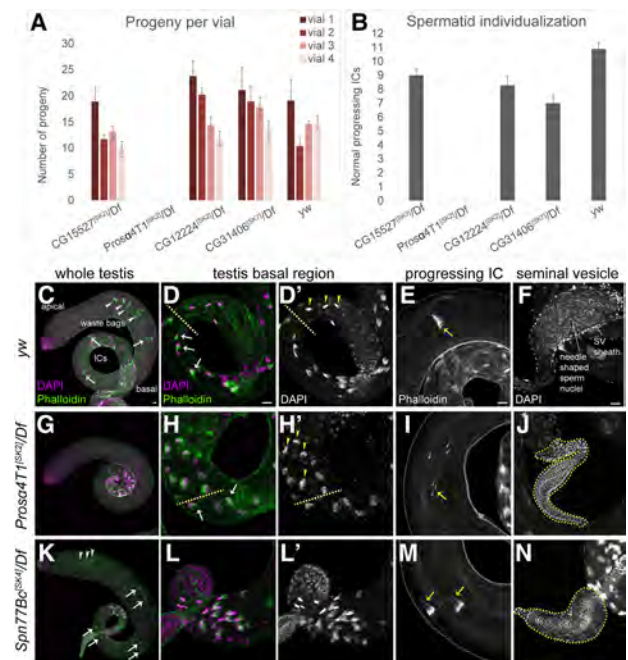 A Progeny per vial
vial 1
vial 2
vial 3
vial 4
Number of progeny
30
25
20
15
10
5
0
CG15527[SK2]/Df
Prosα4T1[SK2]/Df
CG12224[SK2]/Df
CG31406[SK7]/Df
yw
B Spermatid individualization
Normal progressing ICs
11
10
9
8
7
6
5
4
3
2
1
0
CG15527[SK2]/Df
Prosα4T1[SK2]/Df
CG12224[SK2]/Df
CG31406[SK7]/Df
yw
whole testis
testis basal region
progressing IC
seminal vesicle
yw
C
apical
waste bags
ICs
basal
DAPI
Phalloidin
D
DAPI
Phalloidin
D'
DAPI
E
Phalloidin
F
SV sheath
needle shaped sperm nuclei
DAPI
Prosα4T1[SK2]/Df
G
H
H'
I
J
Spn77Bc[SK4]/Df
K
L
L'
M
N